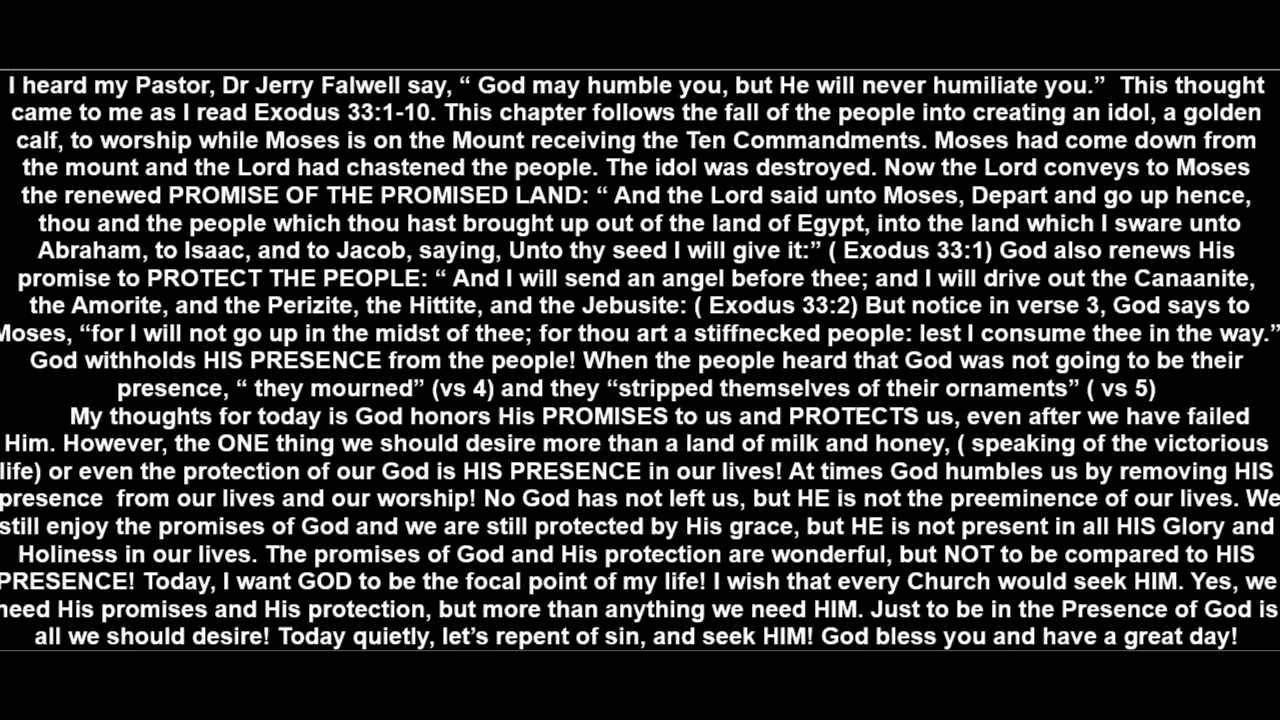 I heard my Pastor, Dr Jerry Falwell say, “ God may humble you, but He will never humiliate you.”  This thought
came to me as I read Exodus 33:1-10. This chapter follows the fall of the people into creating an idol, a golden
calf, to worship while Moses is on the Mount receiving the Ten Commandments. Moses had come down from
the mount and the Lord had chastened the people. The idol was destroyed. Now the Lord conveys to Moses
the renewed PROMISE OF THE PROMISED LAND: “ And the Lord said unto Moses, Depart and go up hence,
thou and the people which thou hast brought up out of the land of Egypt, into the land which I sware unto
Abraham, to Isaac, and to Jacob, saying, Unto thy seed I will give it:” ( Exodus 33:1) God also renews His
promise to PROTECT THE PEOPLE: “ And I will send an angel before thee; and I will drive out the Canaanite,
the Amorite, and the Perizite, the Hittite, and the Jebusite: ( Exodus 33:2) But notice in verse 3, God says to
Moses, “for I will not go up in the midst of thee; for thou art a stiffnecked people: lest I consume thee in the way.”
God withholds HIS PRESENCE from the people! When the people heard that God was not going to be their
presence, “ they mourned” (vs 4) and they “stripped themselves of their ornaments” ( vs 5)
My thoughts for today is God honors His PROMISES to us and PROTECTS us, even after we have failed
Him. However, the ONE thing we should desire more than a land of milk and honey, ( speaking of the victorious
life) or even the protection of our God is HIS PRESENCE in our lives! At times God humbles us by removing HIS
presence  from our lives and our worship! No God has not left us, but HE is not the preeminence of our lives. We
still enjoy the promises of God and we are still protected by His grace, but HE is not present in all HIS Glory and
Holiness in our lives. The promises of God and His protection are wonderful, but NOT to be compared to HIS
PRESENCE! Today, I want GOD to be the focal point of my life! I wish that every Church would seek HIM. Yes, we
need His promises and His protection, but more than anything we need HIM. Just to be in the Presence of God is
all we should desire! Today quietly, let’s repent of sin, and seek HIM! God bless you and have a great day!